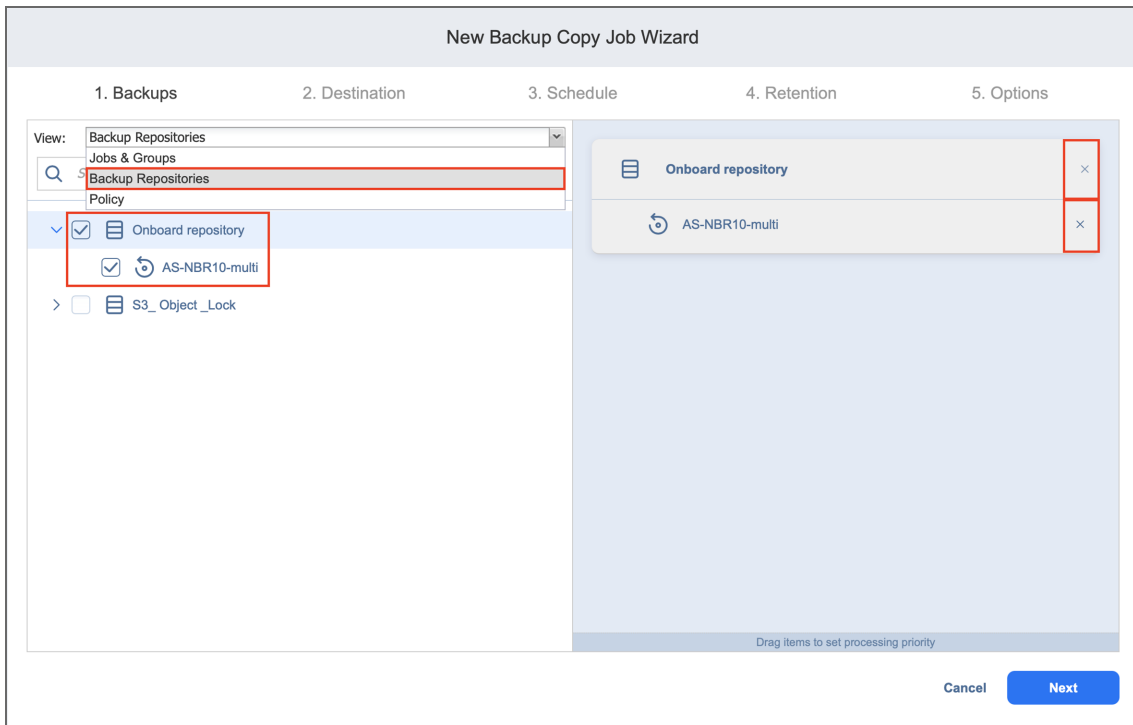 New Backup Copy Job Wizard
1. Backups 2. Destination 3. Schedule 4. Retention 5. Options
View: Backup Repositories
Jobs & Groups
Backup Repositories
Policy
Onboard repository
AS-NBR10-multi
S3_ Object _Lock
Onboard repository
AS-NBR10-multi
Drag items to set processing priority
Cancel Next